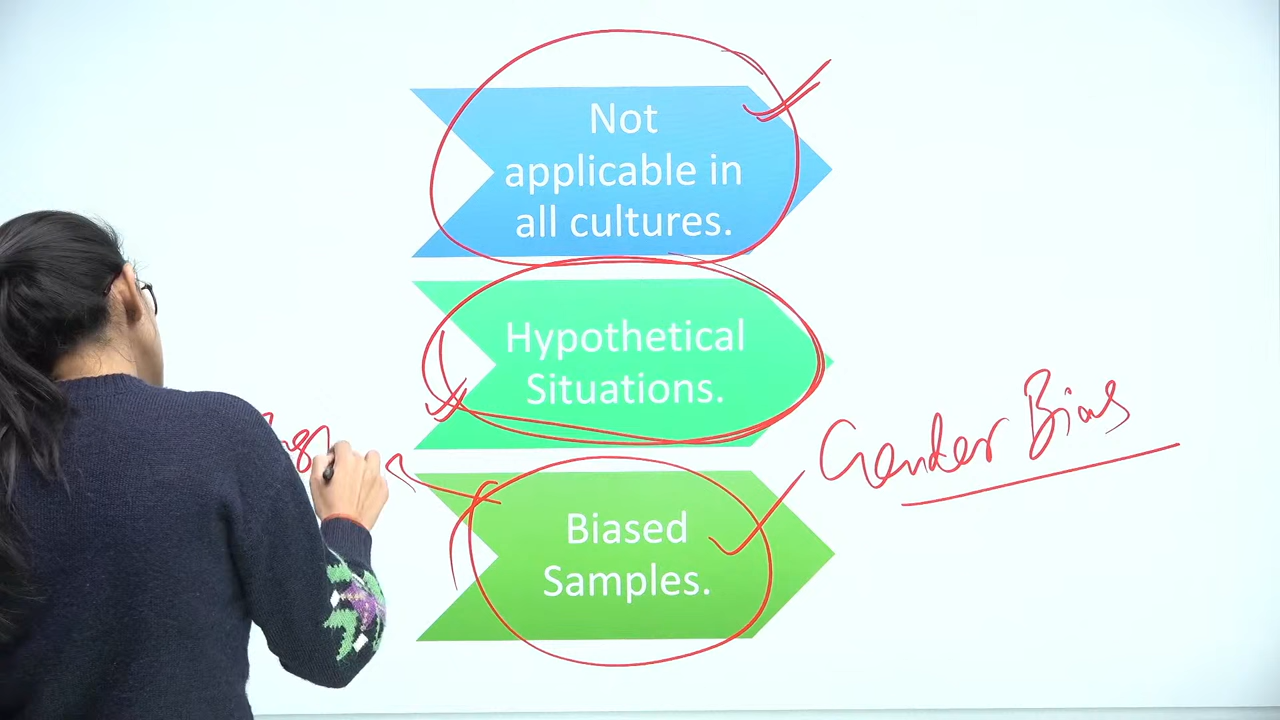 Not
applicable in
all cultures.
Hypothetical
Situations.
Gender Bias
Biased
Samples.